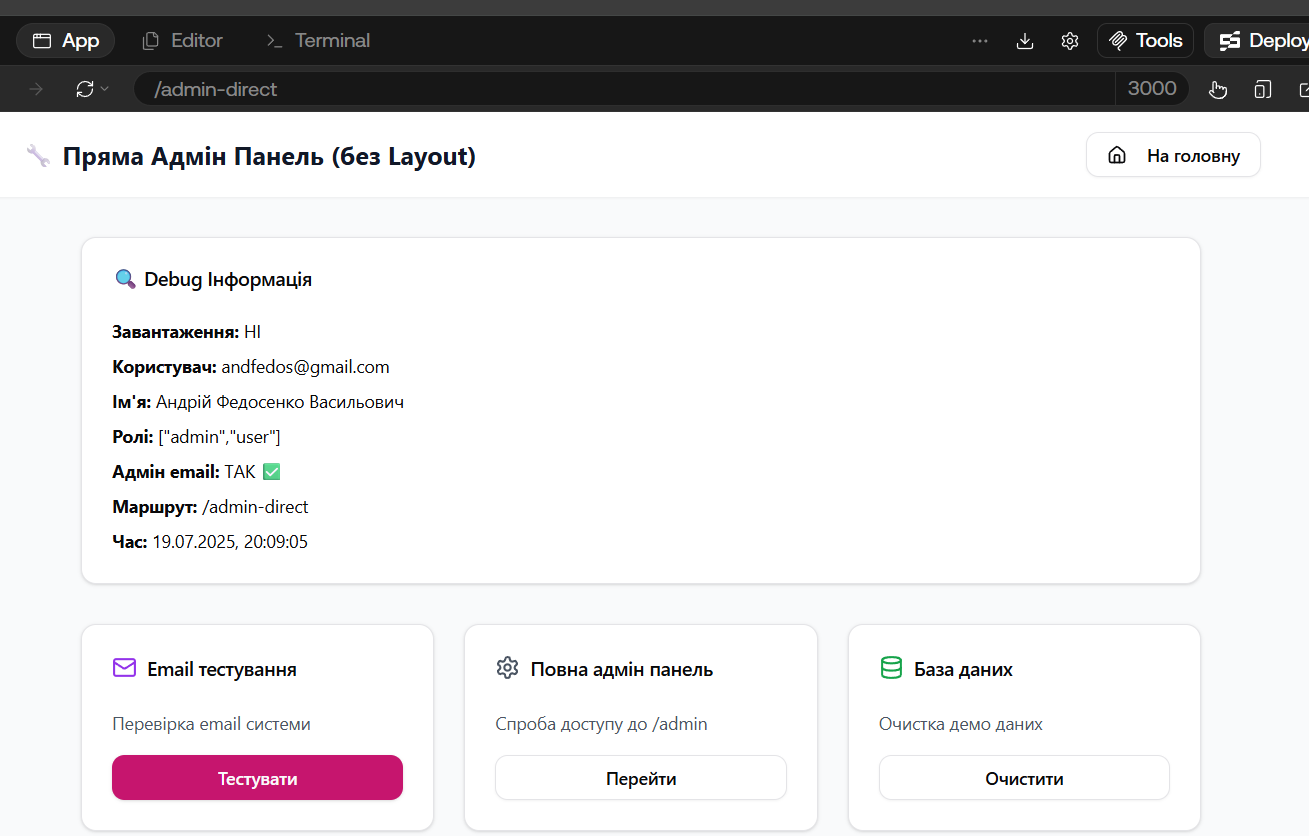 App
Editor
Terminal
Tools
Deploy
/admin-direct
3000
Пряма Адмін Панель (без Layout)
На головну
Debug Інформація
Завантаження: НІ
Користувач: andfedos@gmail.com
Ім'я: Андрій Федосенко Васильович
Ролі: ["admin","user"]
Адмін email: ТАК ✅
Маршрут: /admin-direct
Час: 19.07.2025, 20:09:05
Email тестування
Перевірка email системи
Тестувати
Повна адмін панель
Спроба доступу до /admin
Перейти
База даних
Очистка демо даних
Очистити